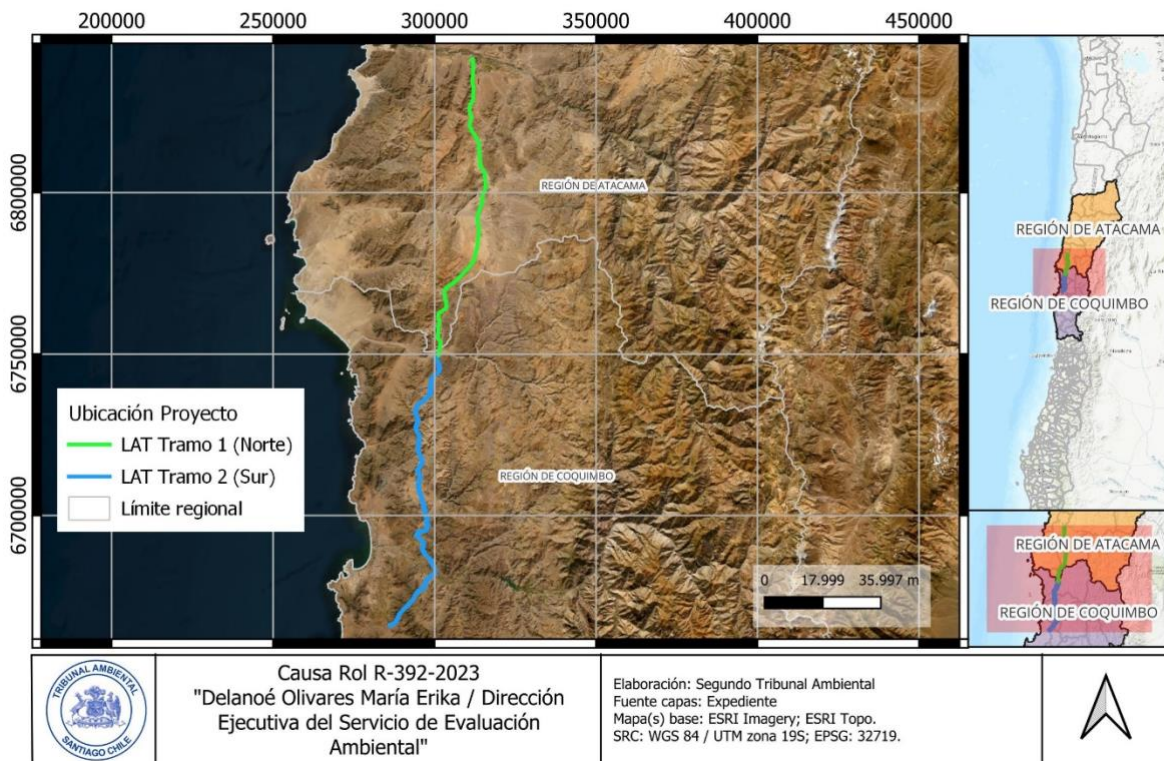 200000 250000 300000 350000 400000 450000
6800000
6750000
6700000
REGIÓN DE ATACAMA
REGIÓN DE COQUIMBO
Ubicación Proyecto
LAT Tramo 1 (Norte)
LAT Tramo 2 (Sur)
Límite regional
0 17.999 35.997 m
REGIÓN DE ATACAMA
REGIÓN DE COQUIMBO
REGIÓN DE ATACAMA
REGIÓN DE COQUIMBO
TRIBUNAL AMBIENTAL
SANTIAGO CHILE
Causa Rol R-392-2023
"Delanoé Olivares María Erika / Dirección
Ejecutiva del Servicio de Evaluación
Ambiental"
Elaboración: Segundo Tribunal Ambiental
Fuente capas: Expediente
Mapa(s) base: ESRI Imagery; ESRI Topo.
SRC: WGS 84 / UTM zona 19S; EPSG: 32719.